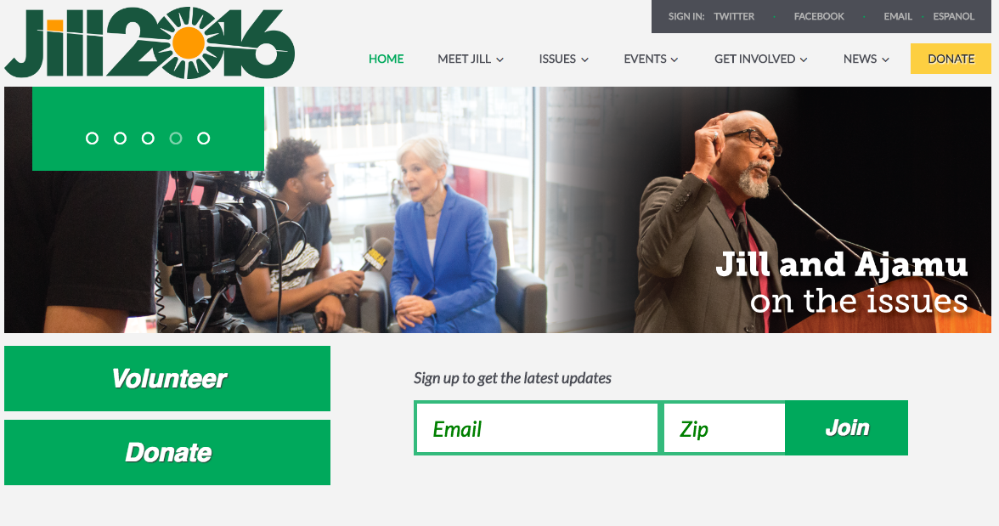 Jill2016
SIGN IN: TWITTER · FACEBOOK · EMAIL · ESPANOL
HOME MEET JILL ISSUES EVENTS GET INVOLVED NEWS DONATE
Jill and Ajamu
on the issues
Volunteer
Donate
Sign up to get the latest updates
Email Zip Join